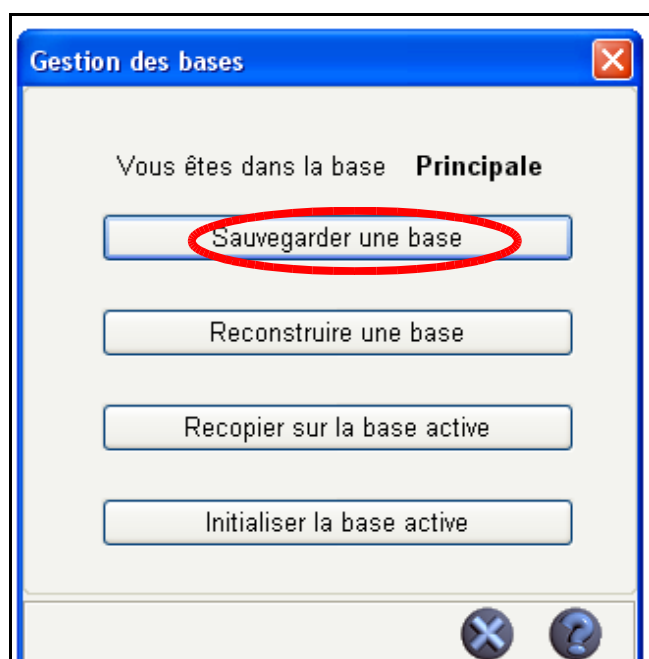 Gestion des bases
Vous êtes dans la base Principale
Sauvegarder une base
Reconstruire une base
Recopier sur la base active
Initialiser la base active